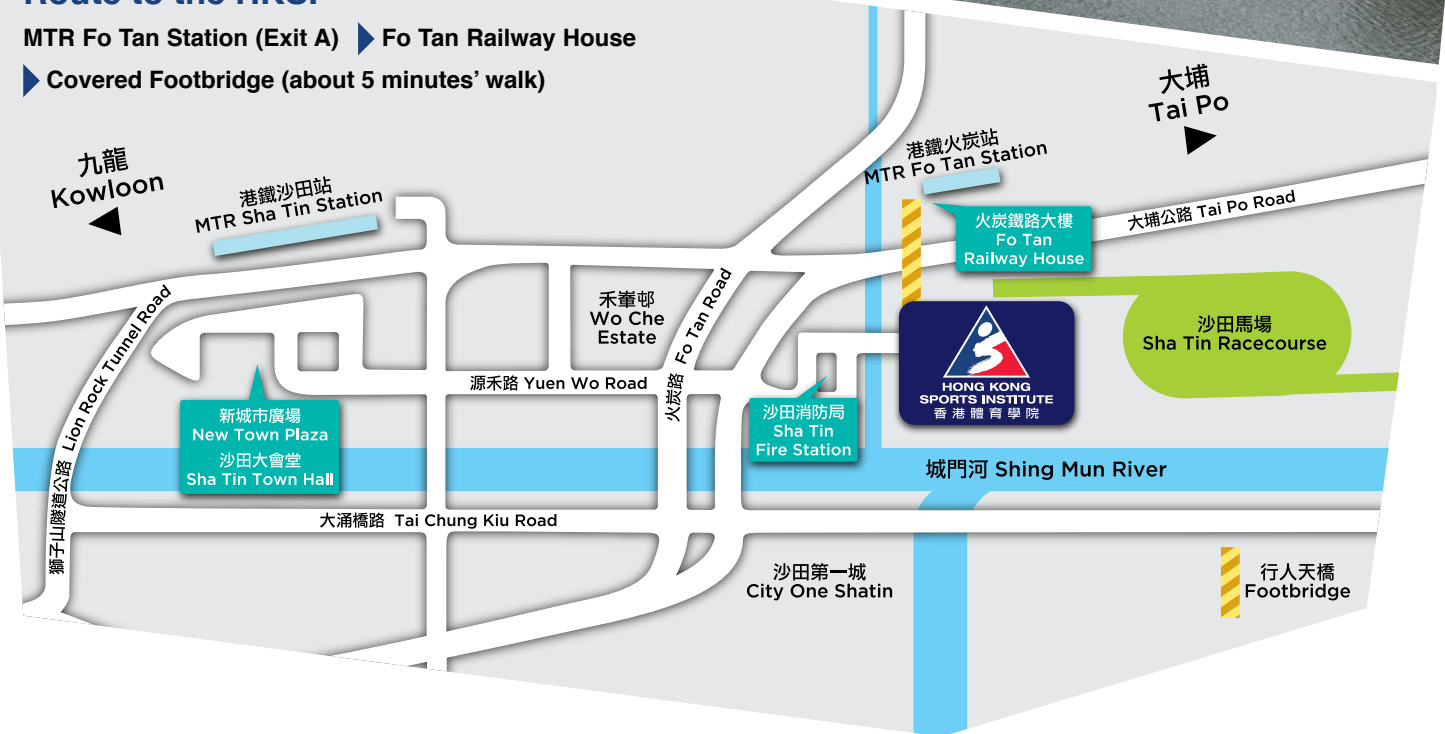 Route to the HKSI
MTR Fo Tan Station (Exit A) Fo Tan Railway House
Covered Footbridge (about 5 minutes' walk)
大埔
Tai Po
九龍
Kowloon
港鐵沙田站
MTR Sha Tin Station
港鐵火炭站
MTR Fo Tan Station
大埔公路 Tai Po Road
火炭鐵路大樓
Fo Tan
Railway House
獅子山隧道公路 Lion Rock Tunnel Road
禾輋邨
Wo Che
Estate
火炭路 Fo Tan Road
沙田馬場
Sha Tin Racecourse
HONG KONG
SPORTS INSTITUTE
香港體育學院
源禾路 Yuen Wo Road
新城市廣場
New Town Plaza
沙田大會堂
Sha Tin Town Hall
沙田消防局
Sha Tin
Fire Station
城門河 Shing Mun River
大涌橋路 Tai Chung Kiu Road
沙田第一城
City One Shatin
行人天橋
Footbridge